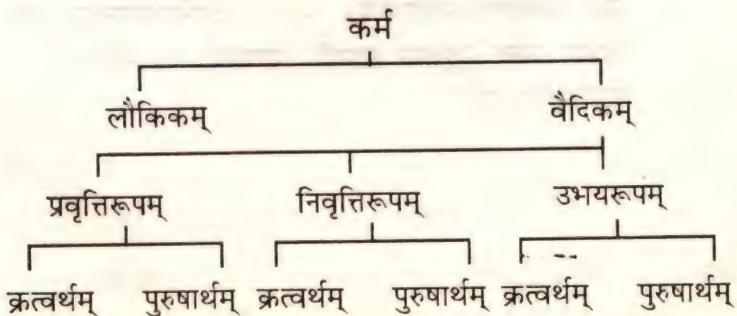 कर्म
लौकिकम् वैदिकम्
प्रवृत्तिरूपम् निवृत्तिरूपम् उभयरूपम्
क्रत्वर्थम् पुरुषार्थम् क्रत्वर्थम् पुरुषार्थम् क्रत्वर्थम् पुरुषार्थम्